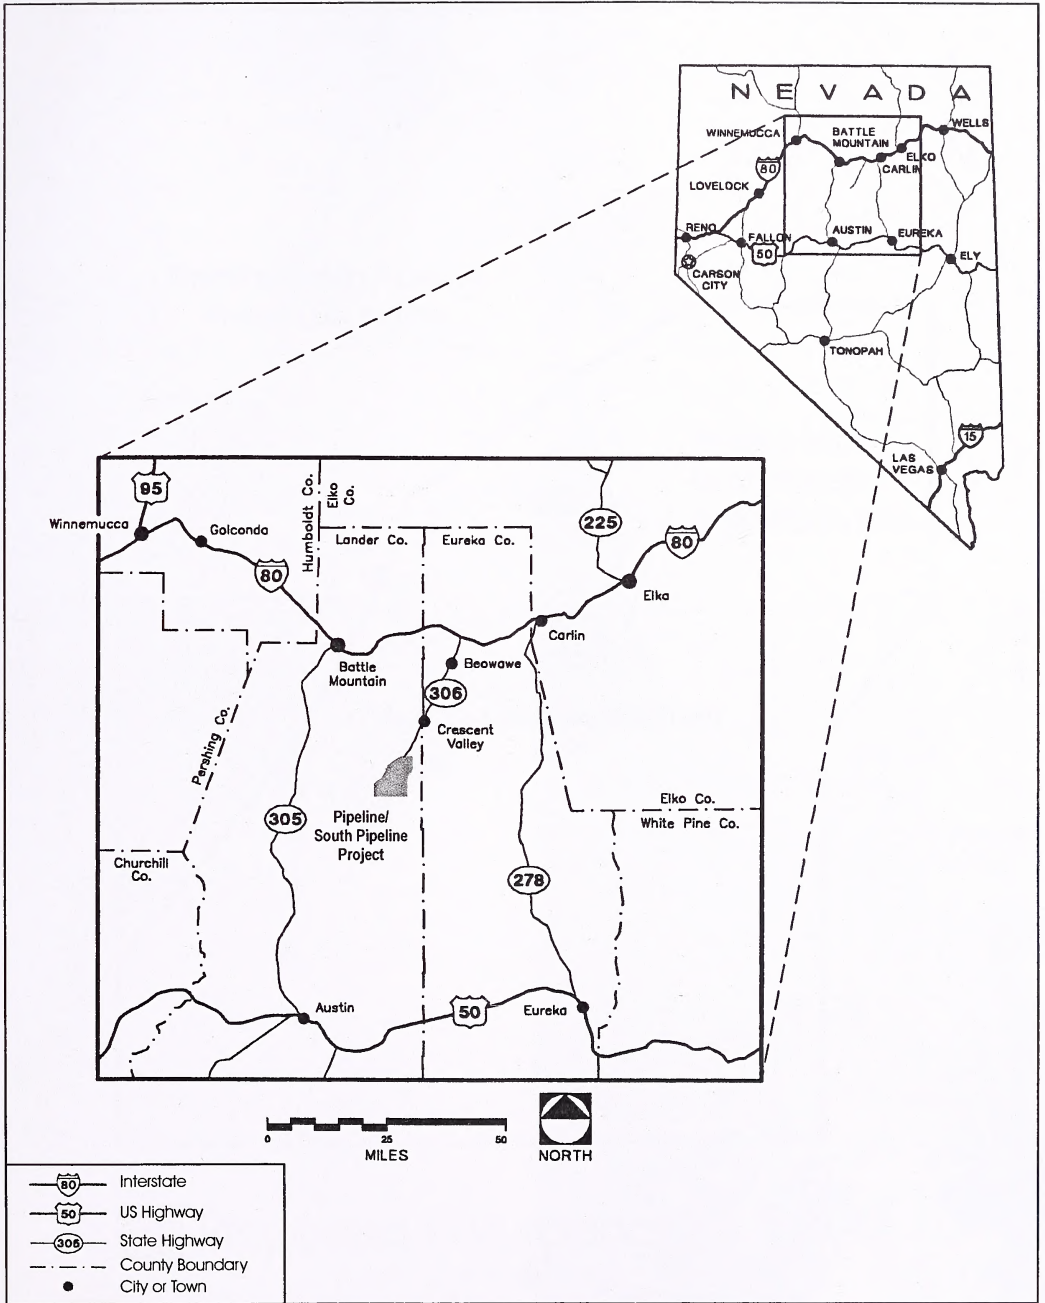 NEVADA
WINNEMUCCA
BATTLE
MOUNTAIN
WELLS
ELKO
CARLIN
80
LOVELOCK
RENO
FALLON
50
AUSTIN
EUREKA
ELY
CARSON
CITY
TONOPAH
15
LAS
VEGAS
95
Winnemucca
Golconda
80
Humboldt Co.
Elko
Co.
Lander Co.
Eureka Co.
225
80
Elka
Carlin
Battle
Mountain
Beowawe
306
Crescent
Valley
Pershing Co.
305
Pipeline/
South Pipeline
Project
Elko Co.
White Pine Co.
Churchill
Co.
278
Austin
50
Eureka
0 25 50
MILES
NORTH
80 Interstate
50 US Highway
306 State Highway
County Boundary
City or Town